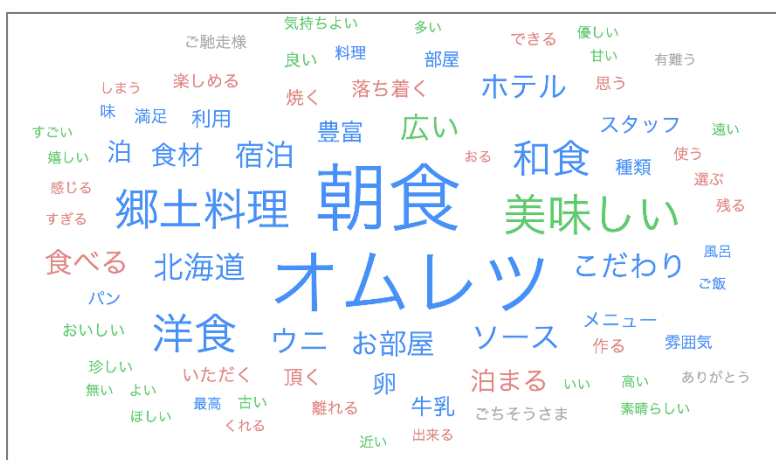 気持ちよい 多い
ご馳走様 良い 料理 部屋 できる 優しい 甘い 有難う
しまう 楽しめる 焼く 落ち着く ホテル 思う
味 満足 利用 豊富 広い スタッフ 遠い
すごい 嬉しい 泊 食材 宿泊 おる 和食 種類 使う
感じる 選ぶ
すぎる 郷土料理 朝食 美味しい 残る
食べる 北海道 オムレツ こだわり 風呂
パン ご飯
おいしい 洋食 ウニ お部屋 ソース メニュー 作る 雰囲気
珍しい いただく 頂く 卵 泊まる いい 高い ありがとう
無い よい 最高 古い 離れる 牛乳 ごちそうさま 素晴らしい
ほしい くれる 近い 出来る